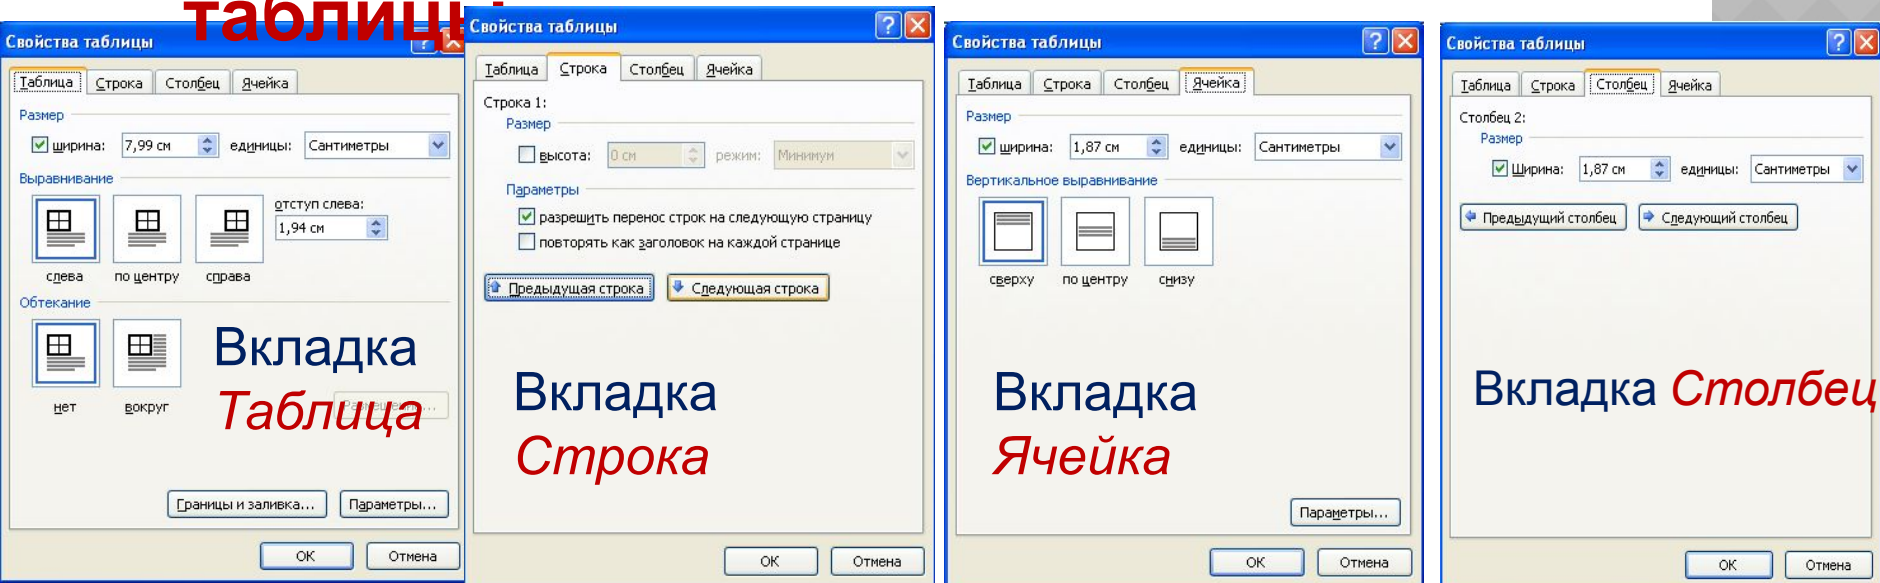 таблицы
Свойства таблицы
Таблица Строка Столбец Ячейка
Размер
ширина: 7,99 см единицы: Сантиметры
Выравнивание
отступ слева:
1,94 см
слева по центру справа
Обтекание
нет вокруг
Вкладка
Таблица
Границы и заливка... Параметры...
ОК Отмена
Свойства таблицы
Таблица Строка Столбец Ячейка
Строка 1:
Размер
высота: 0 см режим: Минимум
Параметры
разрешить перенос строк на следующую страницу
повторять как заголовок на каждой странице
Предыдущая строка Следующая строка
Вкладка
Строка
ОК Отмена
Свойства таблицы
Таблица Строка Столбец Ячейка
Размер
ширина: 1,87 см единицы: Сантиметры
Вертикальное выравнивание
сверху по центру снизу
Вкладка
Ячейка
Параметры...
ОК Отмена
Свойства таблицы
Таблица Строка Столбец Ячейка
Столбец 2:
Размер
Ширина: 1,87 см единицы: Сантиметры
Предыдущий столбец Следующий столбец
Вкладка Столбец
ОК Отмена